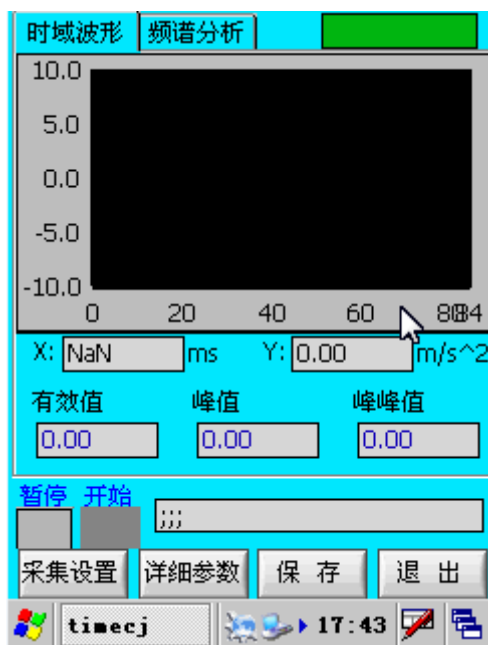 时域波形 频谱分析
10.0
5.0
0.0
-5.0
-10.0
0 20 40 60 80 84
X: NaN ms Y: 0.00 m/s^2
有效值 峰值 峰峰值
0.00 0.00 0.00
暂停 开始
;;;
采集设置 详细参数 保 存 退 出
timecj 17:43